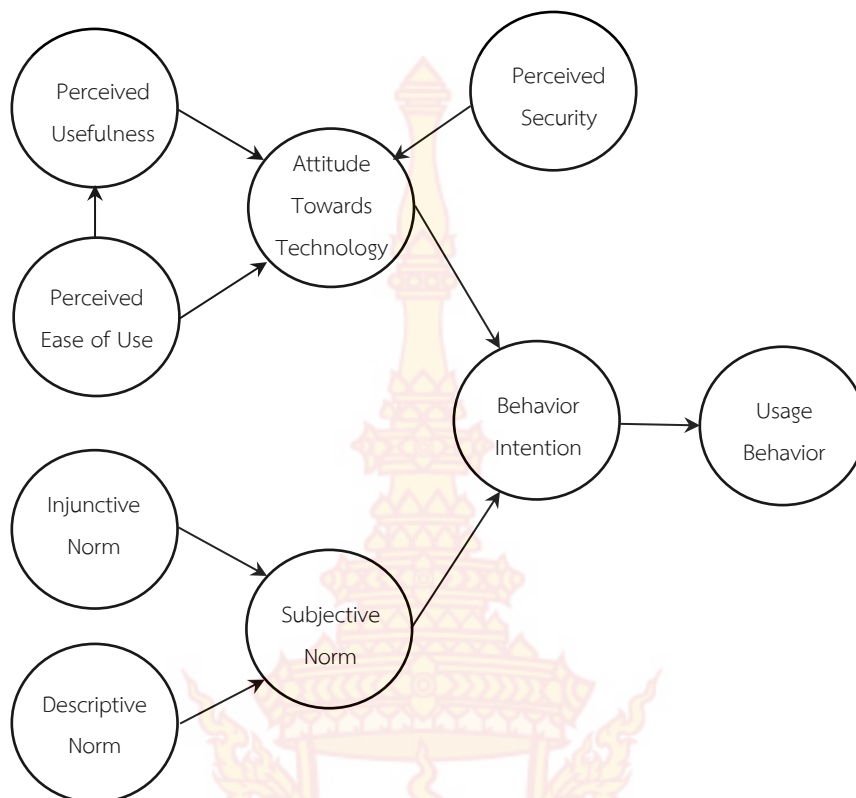 Perceived
Usefulness
Perceived
Security
Attitude
Towards
Technology
Perceived
Ease of Use
Behavior
Intention
Usage
Behavior
Injunctive
Norm
Subjective
Norm
Descriptive
Norm